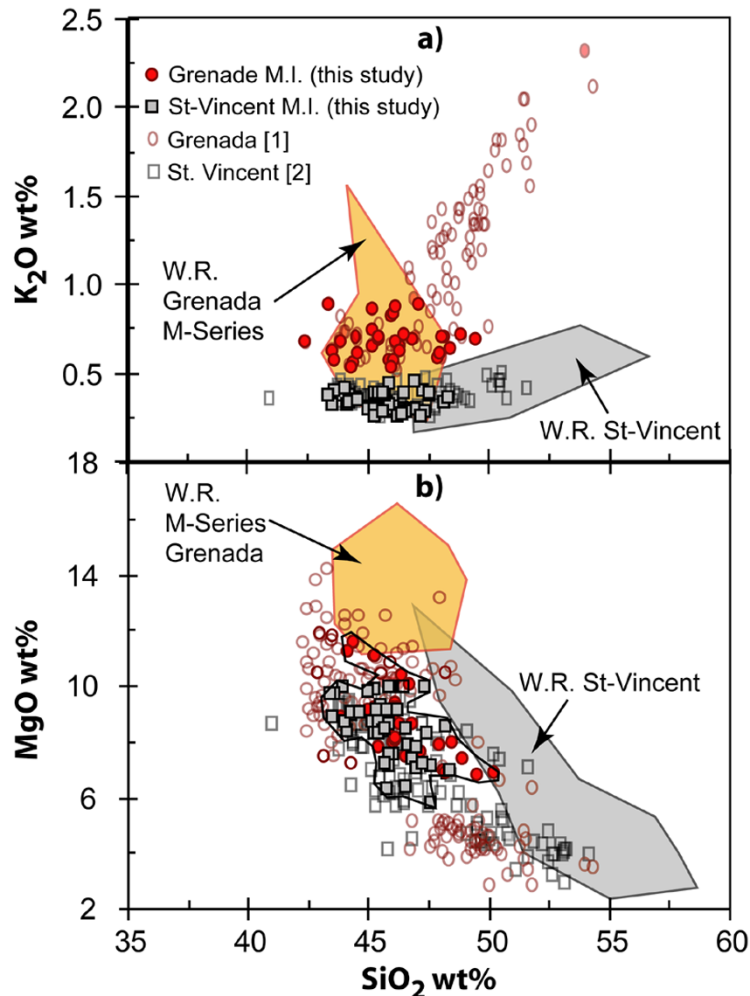 a)
2.5
2.0
1.5
1.0
0.5
K₂O wt%
Grenade M.I. (this study)
St-Vincent M.I. (this study)
Grenada [1]
St. Vincent [2]
W.R.
Grenada
M-Series
W.R. St-Vincent
b)
18
14
10
6
2
MgO wt%
W.R.
M-Series
Grenada
W.R. St-Vincent
35
40
45
50
55
60
SiO₂ wt%